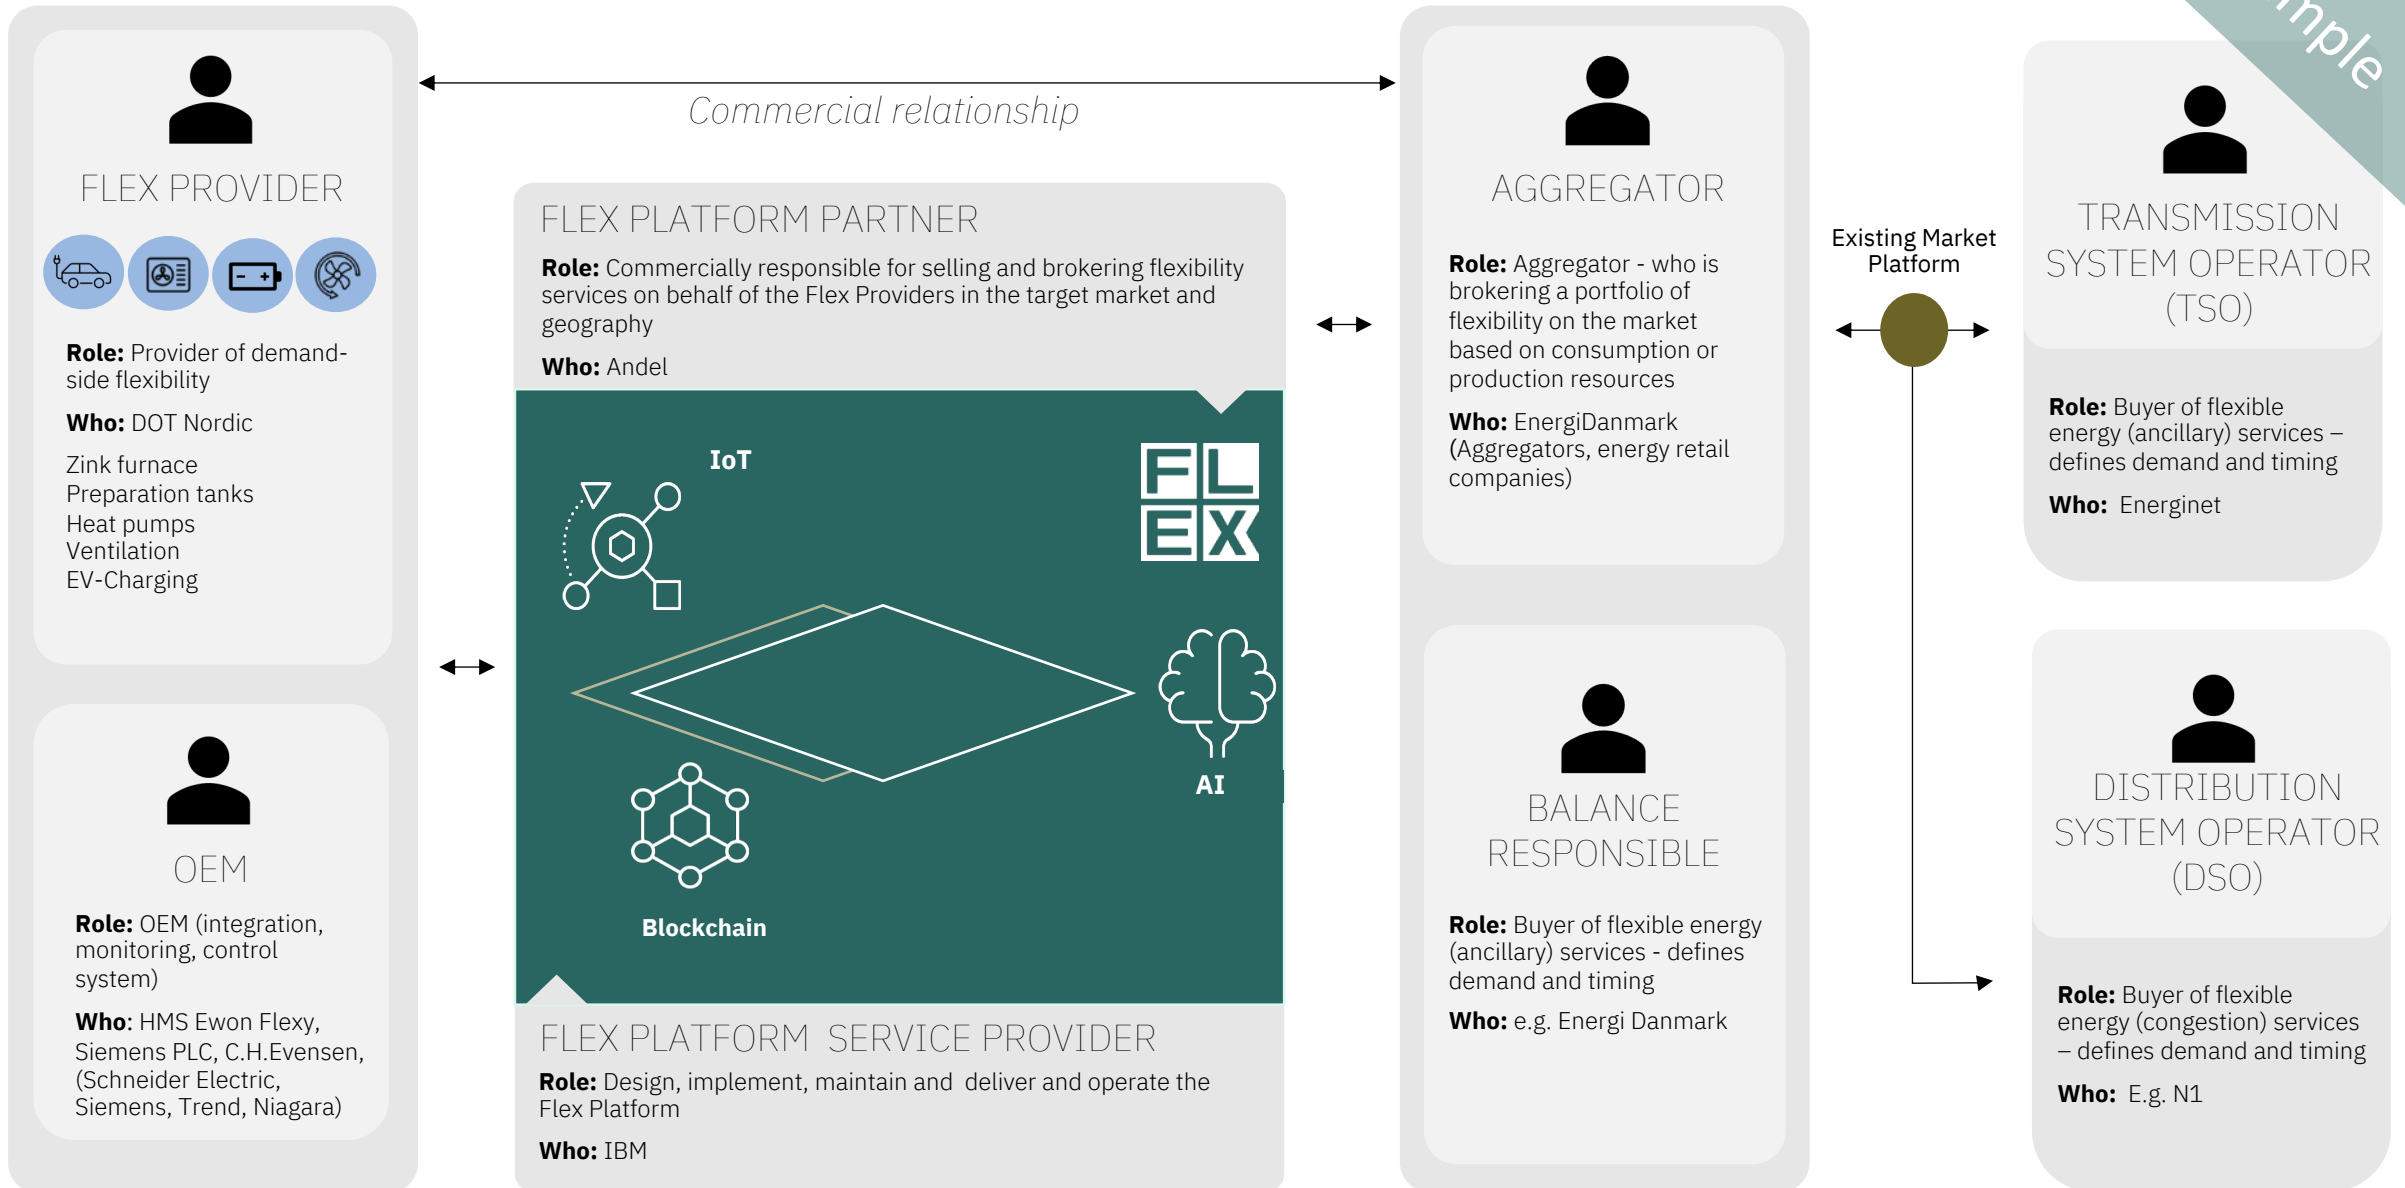 FLEX PROVIDER
Role: Provider of demand-
side flexibility
Who: DOT Nordic
Zink furnace
Preparation tanks
Heat pumps
Ventilation
EV-Charging
OEM
Role: OEM (integration,
monitoring, control
system)
Who: HMS Ewon Flexy,
Siemens PLC, C.H.Evensen,
(Schneider Electric,
Siemens, Trend, Niagara)
Commercial relationship
FLEX PLATFORM PARTNER
Role: Commercially responsible for selling and brokering flexibility
services on behalf of the Flex Providers in the target market and
geography
Who: Andel
IoT
FL
EX
AI
Blockchain
FLEX PLATFORM SERVICE PROVIDER
Role: Design, implement, maintain and deliver and operate the
Flex Platform
Who: IBM
AGGREGATOR
Role: Aggregator - who is
brokering a portfolio of
flexibility on the market
based on consumption or
production resources
Who: EnergiDanmark
(Aggregators, energy retail
companies)
BALANCE
RESPONSIBLE
Role: Buyer of flexible energy
(ancillary) services - defines
demand and timing
Who: e.g. Energi Danmark
Existing Market
Platform
TRANSMISSION
SYSTEM OPERATOR
(TSO)
Role: Buyer of flexible
energy (ancillary) services –
defines demand and timing
Who: Energinet
DISTRIBUTION
SYSTEM OPERATOR
(DSO)
Role: Buyer of flexible
energy (congestion) services
– defines demand and timing
Who: E.g. N1